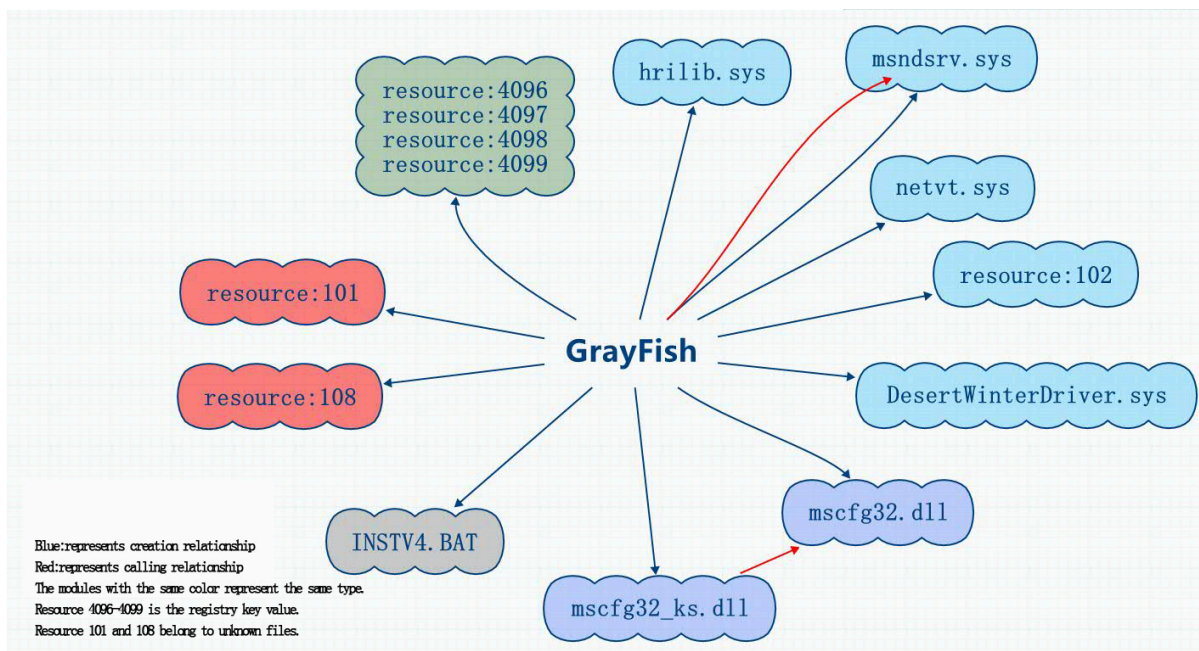 hrilib.sys
msndsrv.sys
resource:4096
resource:4097
resource:4098
resource:4099
netvt.sys
resource:102
resource:101
GrayFish
resource:108
DesertWinterDriver.sys
mscfg32.dll
INSTV4.BAT
mscfg32_ks.dll
Blue:represents creation relationship
Red:represents calling relationship
The modules with the same color represent the same type.
Resource 4096-4099 is the registry key value.
Resource 101 and 108 belong to unknown files.